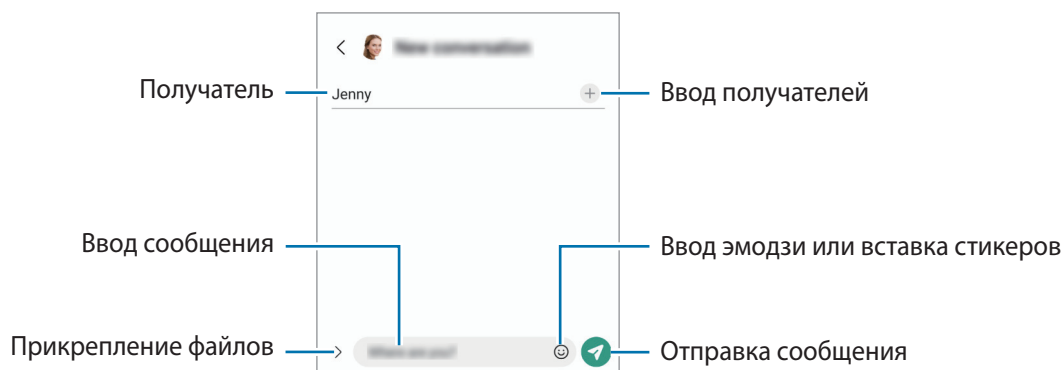 Получатель
Jenny
Ввод получателей
Ввод сообщения
Ввод эмодзи или вставка стикеров
Прикрепление файлов
Отправка сообщения